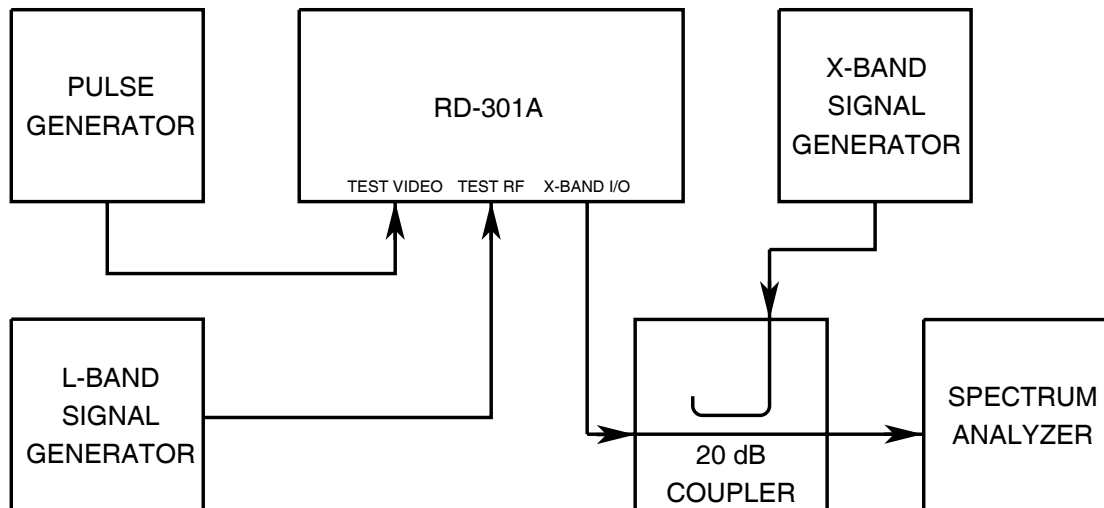 PULSE
GENERATOR
RD-301A
TEST VIDEO TEST RF X-BAND I/O
X-BAND
SIGNAL
GENERATOR
L-BAND
SIGNAL
GENERATOR
20 dB
COUPLER
SPECTRUM
ANALYZER